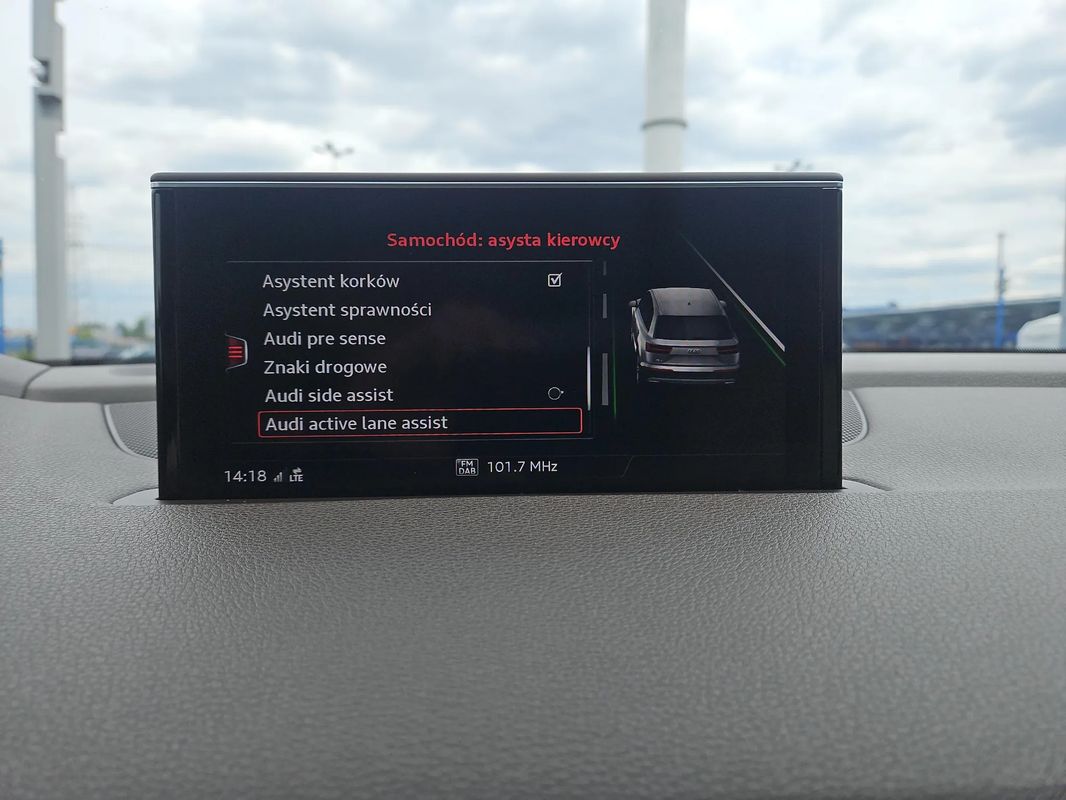 Samochód: asysta kierowcy
Asystent korków
Asystent sprawności
Audi pre sense
Znaki drogowe
Audi side assist
Audi active lane assist
14:18 LTE
FM DAB 101.7 MHz